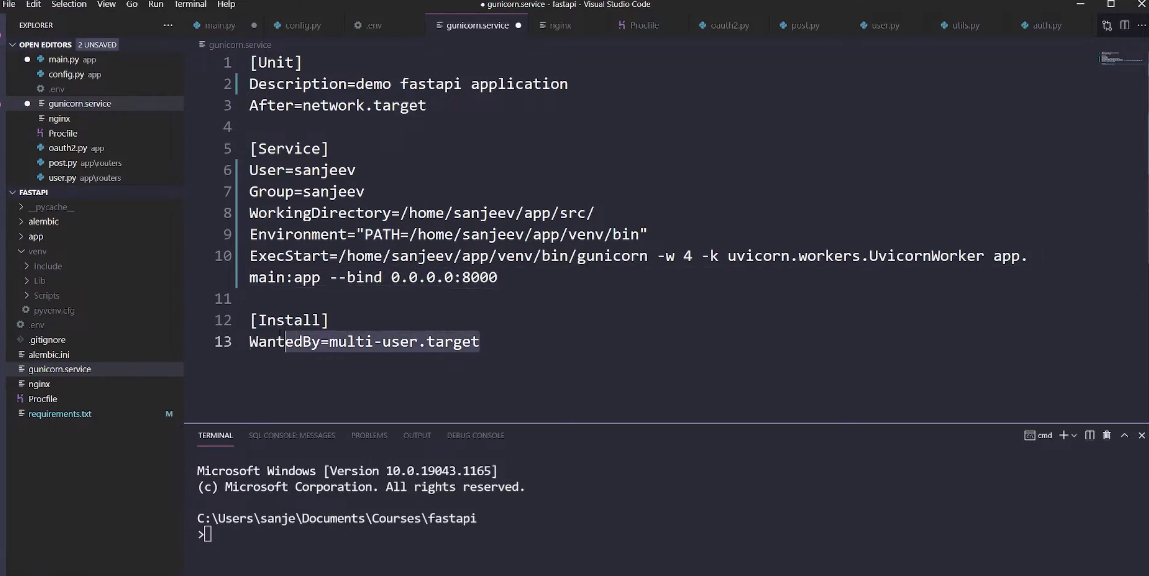 File Edit Selection View Go Run Terminal Help
● gunicorn.service - fastapi - Visual Studio Code
EXPLORER
main.py config.py .env gunicorn.service nginx Procfile oauth2.py post.py user.py utils.py auth.py
OPEN EDITORS 2 UNSAVED
main.py app
config.py app
.env
gunicorn.service
nginx
Procfile
oauth2.py app\routers
post.py app\routers
user.py app\routers
FASTAPI
__pycache__
alembic
app
venv
Include
Lib
Scripts
pyvenv.cfg
.env
.gitignore
alembic.ini
gunicorn.service
nginx
Procfile
requirements.txt M
gunicorn.service
1 [Unit]
2 Description=demo fastapi application
3 After=network.target
4
5 [Service]
6 User=sanjeev
7 Group=sanjeev
8 WorkingDirectory=/home/sanjeev/app/src/
9 Environment="PATH=/home/sanjeev/app/venv/bin"
10 ExecStart=/home/sanjeev/app/venv/bin/gunicorn -w 4 -k uvicorn.workers.UvicornWorker app.
main:app --bind 0.0.0.0:8000
11
12 [Install]
13 WantedBy=multi-user.target
TERMINAL SQL CONSOLE: MESSAGES PROBLEMS OUTPUT DEBUG CONSOLE
cmd
Microsoft Windows [Version 10.0.19043.1165]
(c) Microsoft Corporation. All rights reserved.
C:\Users\sanje\Documents\Courses\fastapi
>